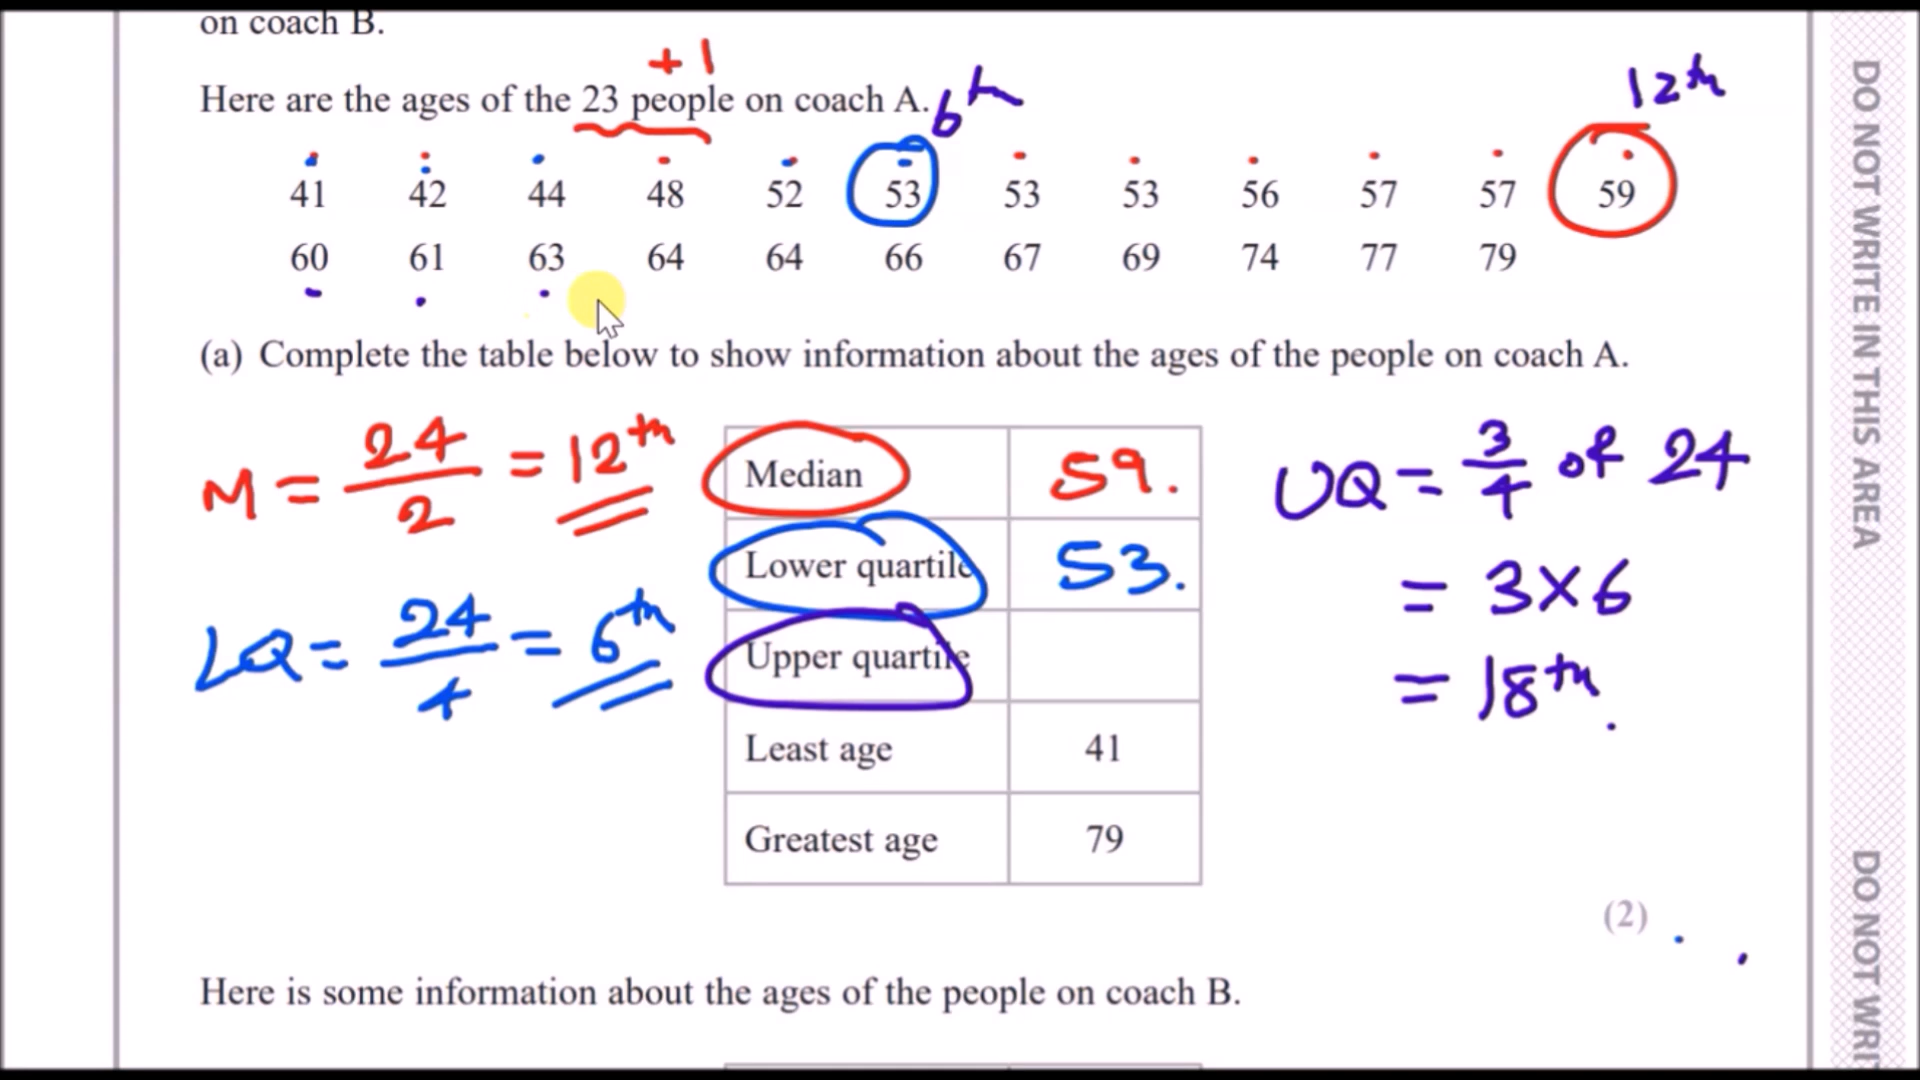 on coach B.
+1
Here are the ages of the 23 people on coach A.
6th
12th
41 42 44 48 52 53 53 53 56 57 57 59
60 61 63 64 64 66 67 69 74 77 79
(a) Complete the table below to show information about the ages of the people on coach A.
M = 24/2 = 12th
Median 59.
UQ = 3/4 of 24
Lower quartile 53.
= 3×6
LQ = 24/4 = 6th
Upper quartile
= 18th.
Least age 41
Greatest age 79
(2)
Here is some information about the ages of the people on coach B.
DO NOT WRITE IN THIS AREA
DO NOT WRI